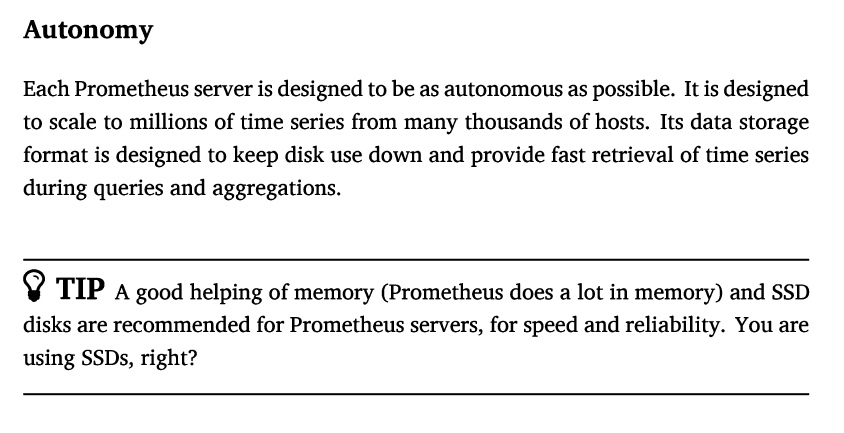 Autonomy
Each Prometheus server is designed to be as autonomous as possible. It is designed
to scale to millions of time series from many thousands of hosts. Its data storage
format is designed to keep disk use down and provide fast retrieval of time series
during queries and aggregations.
TIP A good helping of memory (Prometheus does a lot in memory) and SSD
disks are recommended for Prometheus servers, for speed and reliability. You are
using SSDs, right?